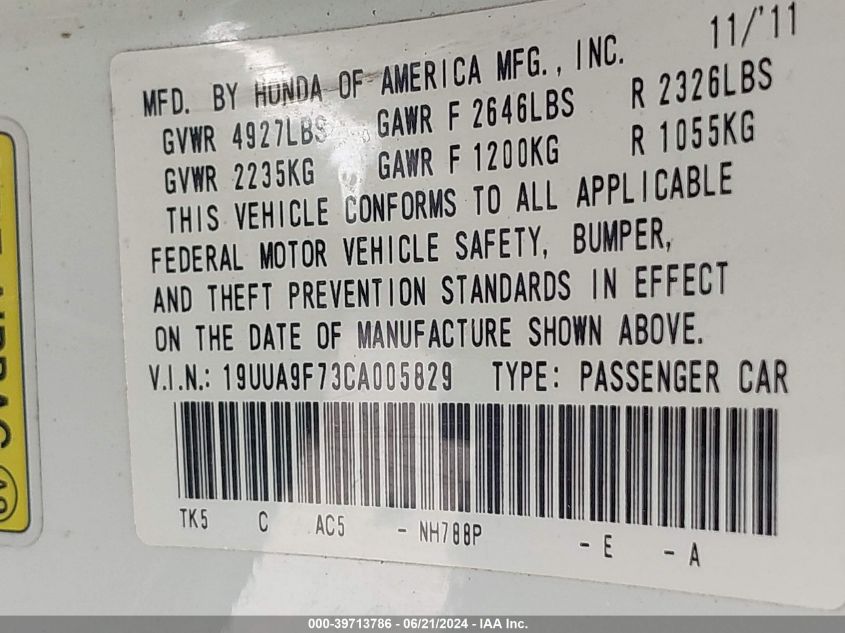 11/'11
MFD. BY HONDA OF AMERICA MFG., INC.
GVWR 4927LBS GAWR F 2646LBS R 2326LBS
GVWR 2235KG GAWR F 1200KG R 1055KG
THIS VEHICLE CONFORMS TO ALL APPLICABLE
FEDERAL MOTOR VEHICLE SAFETY, BUMPER,
AND THEFT PREVENTION STANDARDS IN EFFECT
ON THE DATE OF MANUFACTURE SHOWN ABOVE.
V.I.N.: 19UUA9F73CA005829 TYPE: PASSENGER CAR
TK5 C AC5 - NH788P - E - A
000-39713786 - 06/21/2024 - IAA Inc.